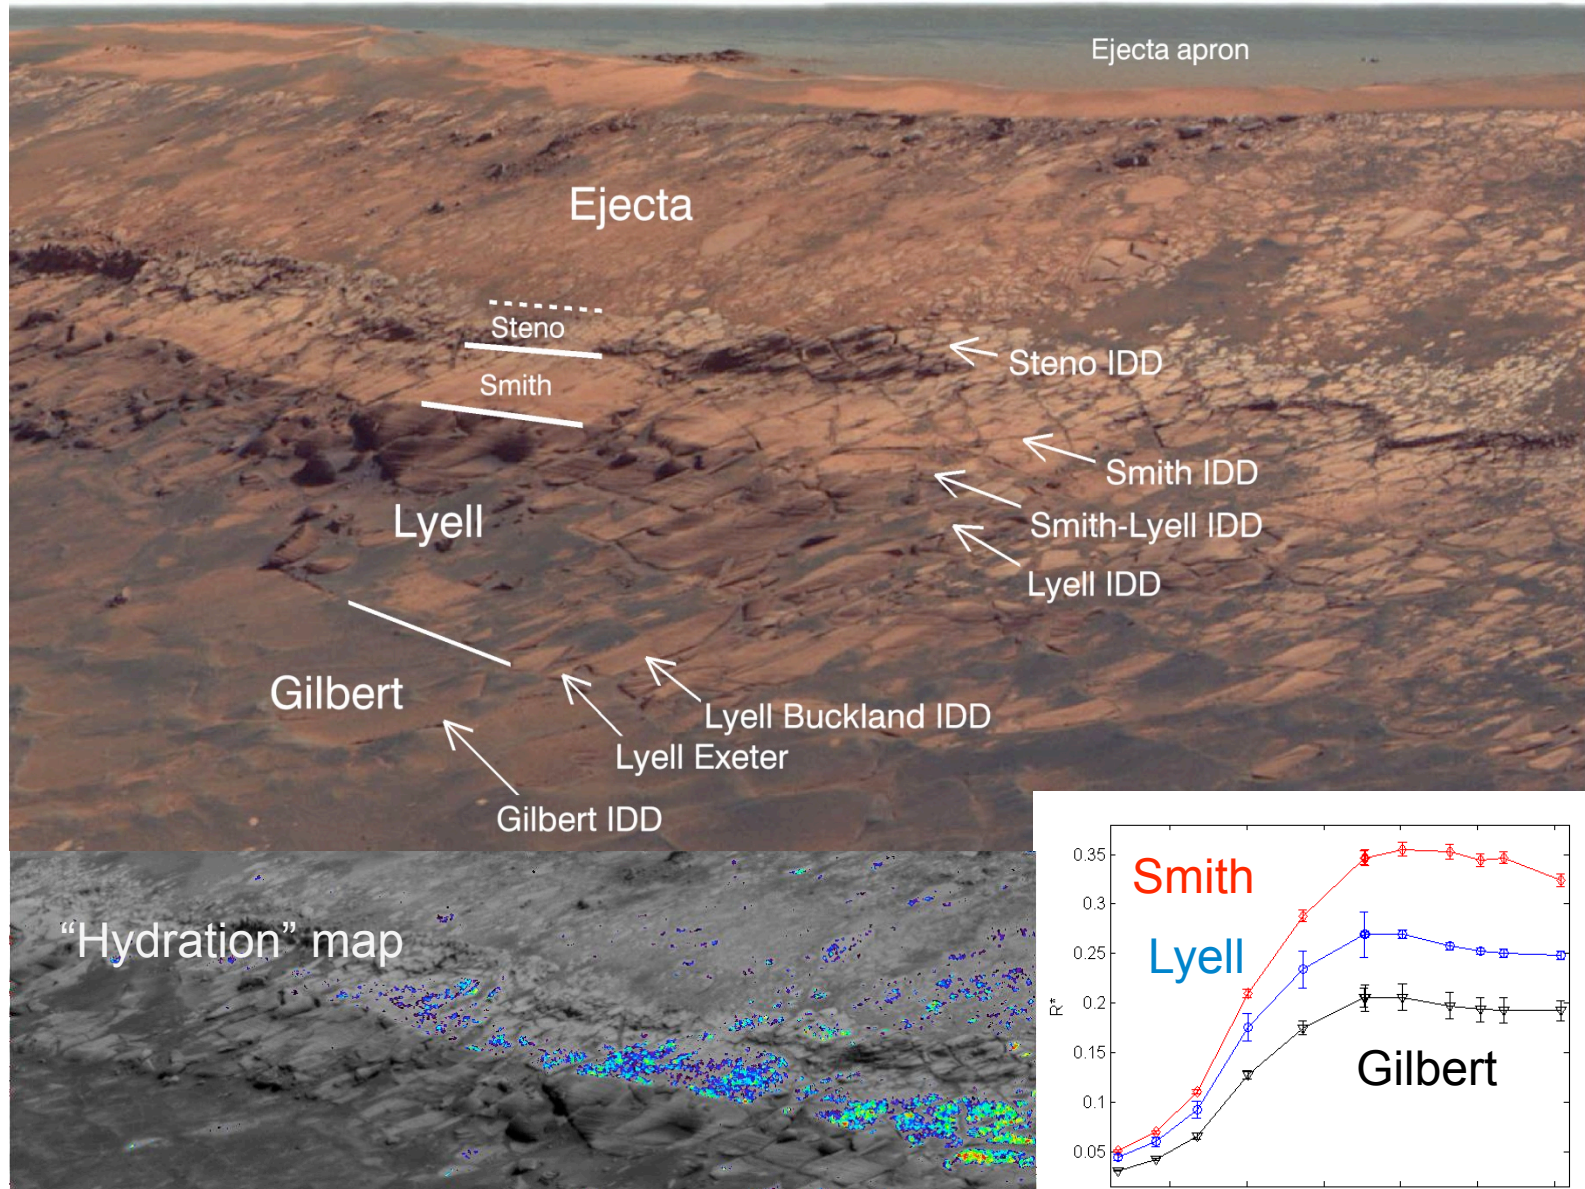 Ejecta apron
Ejecta
Steno
Steno IDD
Smith
Smith IDD
Smith-Lyell IDD
Lyell
Lyell IDD
Gilbert
Lyell Buckland IDD
Lyell Exeter
Gilbert IDD
“Hydration” map
Smith
Lyell
Gilbert
R*
0.35
0.3
0.25
0.2
0.15
0.1
0.05